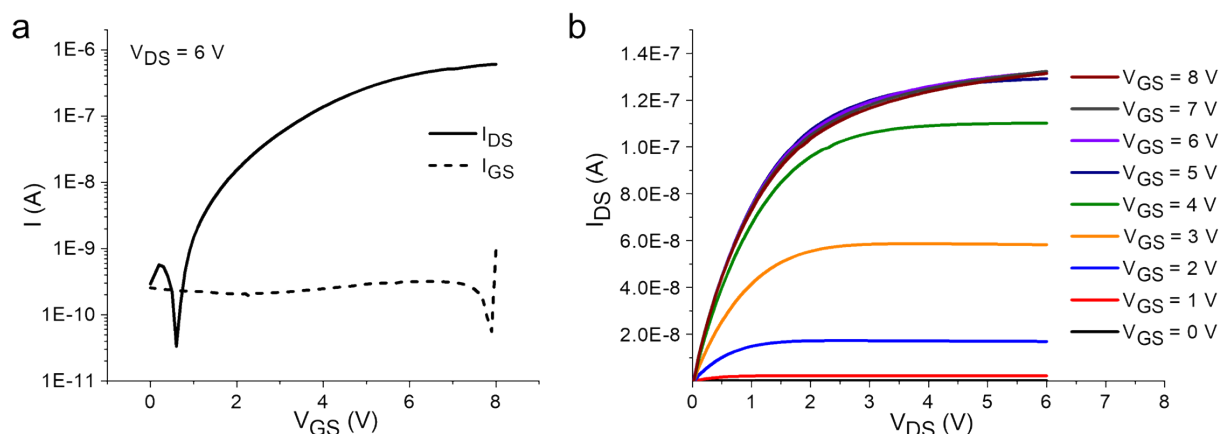 a
V_DS = 6 V
1E-6
1E-7
1E-8
1E-9
1E-10
1E-11
I (A)
I_DS
I_GS
0 2 4 6 8
V_GS (V)
b
1.4E-7
1.2E-7
1.0E-7
8.0E-8
6.0E-8
4.0E-8
2.0E-8
I_DS (A)
0 1 2 3 4 5 6 7 8
V_DS (V)
V_GS = 8 V
V_GS = 7 V
V_GS = 6 V
V_GS = 5 V
V_GS = 4 V
V_GS = 3 V
V_GS = 2 V
V_GS = 1 V
V_GS = 0 V